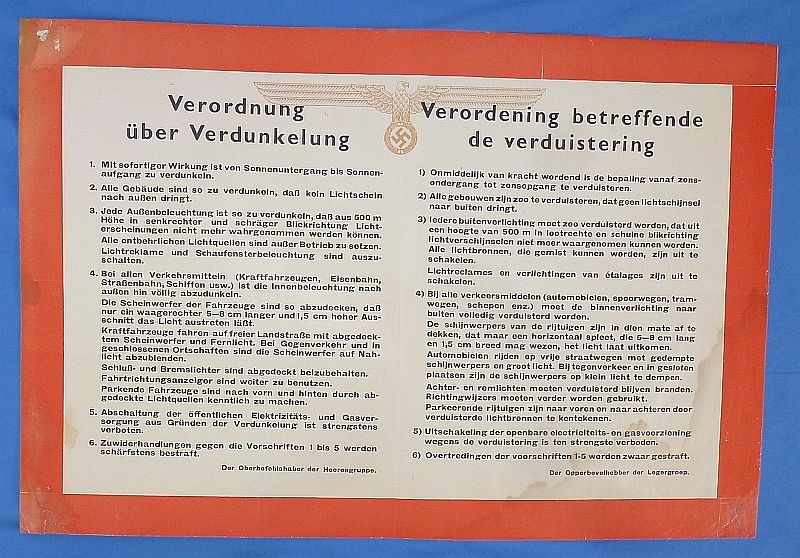 Verordnung
über Verdunkelung
1. Mit sofortiger Wirkung ist von Sonnenuntergang bis Sonnen-
aufgang zu verdunkeln.
2. Alle Gebäude sind so zu verdunkeln, daß kein Lichtschein
nach außen dringt.
3. Jede Außenbeleuchtung ist so zu verdunkeln, daß aus 500 m
Höhe in senkrechter und schräger Blickrichtung Licht-
erscheinungen nicht mehr wahrgenommen werden können.
Alle entbehrlichen Lichtquellen sind außer Betrieb zu setzen.
Lichtreklame und Schaufensterbeleuchtung sind auszu-
schalten.
4. Bei allen Verkehrsmitteln (Kraftfahrzeugen, Eisenbahn,
Straßenbahn, Schiffen usw.) ist die Innenbeleuchtung nach
außen hin völlig abzudunkeln.
Die Scheinwerfer der Fahrzeuge sind so abzudecken, daß
nur ein waagerechter 5–8 cm langer und 1,5 cm hoher Aus-
schnitt das Licht austreten läßt.
Kraftfahrzeuge fahren auf freier Landstraße mit abgedeck-
tem Scheinwerfer und Fernlicht. Bei Gegenverkehr und in
geschlossenen Ortschaften sind die Scheinwerfer auf Nah-
licht abzublenden.
Schluß- und Bremslichter sind abgedeckt beizubehalten.
Fahrtrichtungsanzeiger sind weiter zu benutzen.
Parkende Fahrzeuge sind nach vorn und hinten durch ab-
gedeckte Lichtquellen kenntlich zu machen.
5. Abschaltung der öffentlichen Elektrizitäts- und Gasver-
sorgung aus Gründen der Verdunkelung ist strengstens
verboten.
6. Zuwiderhandlungen gegen die Vorschriften 1 bis 5 werden
schärfstens bestraft.
Der Oberbefehlshaber der Heeresgruppe.
Verordening betreffende
de verduistering
1) Onmiddelijk van kracht wordend is de bepaling vanaf zons-
ondergang tot zonsopgang te verduisteren.
2) Alle gebouwen zijn zoo te verduisteren, dat geen lichtschijnsel
naar buiten dringt.
3) Iedere buitenverlichting moet zoo verduisterd worden, dat uit
een hoogte van 500 m in lootrechte en schuine blikrichting
lichtverschijnselen niet meer waargenomen kunnen worden.
Alle lichtbronnen, die gemist kunnen worden, zijn uit te
schakelen.
Lichtreclames en verlichtingen van étalages zijn uit te
schakelen.
4) Bij alle verkeersmiddelen (automobielen, spoorwegen, tram-
wegen, schepen enz.) moet de binnenverlichting naar
buiten volledig verduisterd worden.
De schijnwerpers van de rijtuigen zijn in dien mate af te
dekken, dat maar een horizontaal spleet, die 5—8 cm lang
en 1,5 cm breed mag wezen, het licht laat uitkomen.
Automobielen rijden op vrije straatwegen met gedempte
schijnwerpers en groot licht. Bij tegenverkeer en in gesloten
plaatsen zijn de schijnwerpers op klein licht te dempen.
Achter- en remlichten moeten verduisterd blijven branden.
Richtingwijzers moeten verder worden gebruikt.
Parkeerende rijtuigen zijn naar voren en naar achteren door
verduisterde lichtbronnen te kentekenen.
5) Uitschakeling der openbare electriciteits- en gasvoorziening
wegens de verduistering is ten strengste verboden.
6) Overtredingen der voorschriften 1-5 worden zwaar gestraft.
Der Opperbevelhebber der Legergroep.